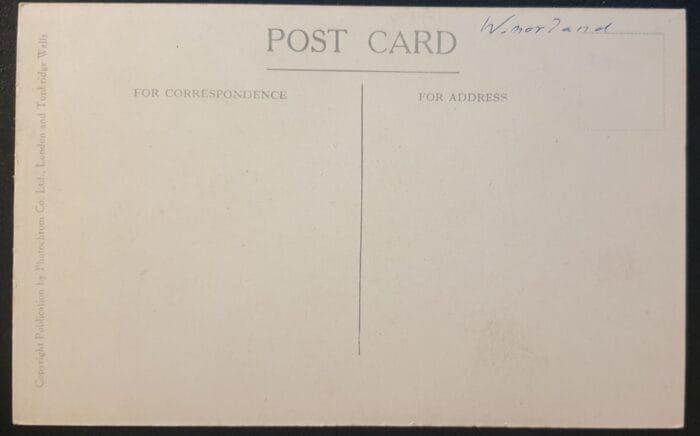 POST CARD
W.morland
FOR CORRESPONDENCE
FOR ADDRESS
Copyright Publication by Photochrom Co. Ltd., London and Tunbridge Wells